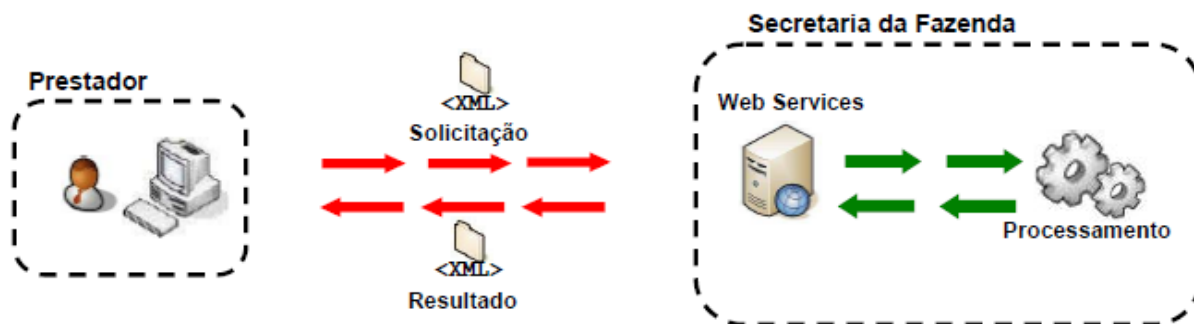 Secretaria da Fazenda
Prestador
<XML>
Solicitação
Web Services
Processamento
<XML>
Resultado